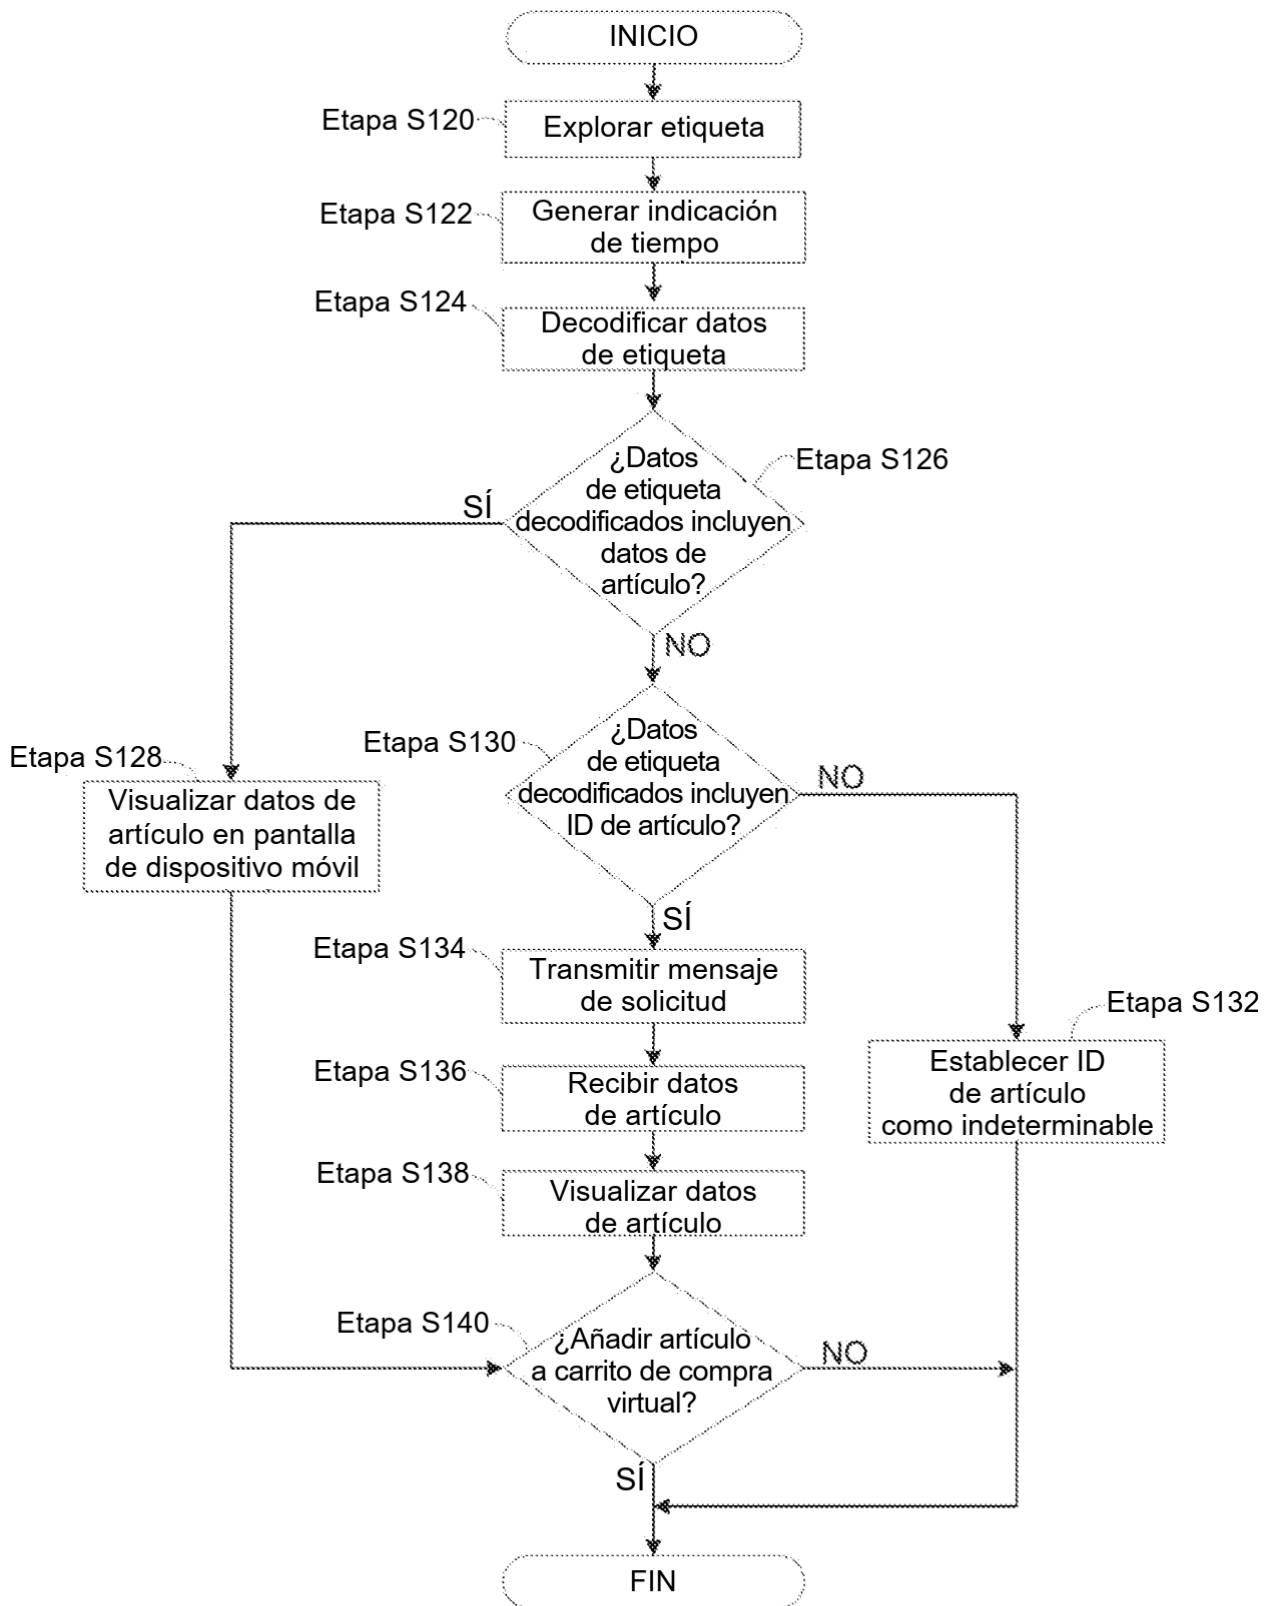 INICIO
Etapa S120
Explorar etiqueta
Etapa S122
Generar indicación
de tiempo
Etapa S124
Decodificar datos
de etiqueta
Etapa S126
¿Datos
de etiqueta
decodificados incluyen
datos de
artículo?
SÍ
NO
Etapa S128
Visualizar datos de
artículo en pantalla
de dispositivo móvil
Etapa S130
¿Datos
de etiqueta
decodificados incluyen
ID de artículo?
NO
SÍ
Etapa S134
Transmitir mensaje
de solicitud
Etapa S132
Establecer ID
de artículo
como indeterminable
Etapa S136
Recibir datos
de artículo
Etapa S138
Visualizar datos
de artículo
Etapa S140
¿Añadir artículo
a carrito de compra
virtual?
NO
SÍ
FIN